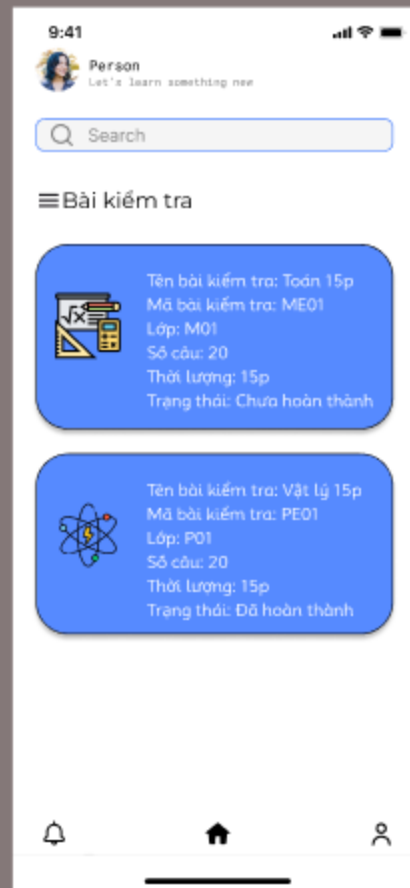 9:41
Person
Let's learn something new
Search
Bài kiểm tra
√x
Tên bài kiểm tra: Toán 15p
Mã bài kiểm tra: ME01
Lớp: M01
Số câu: 20
Thời lượng: 15p
Trạng thái: Chưa hoàn thành
Tên bài kiểm tra: Vật lý 15p
Mã bài kiểm tra: PE01
Lớp: P01
Số câu: 20
Thời lượng: 15p
Trạng thái: Đã hoàn thành